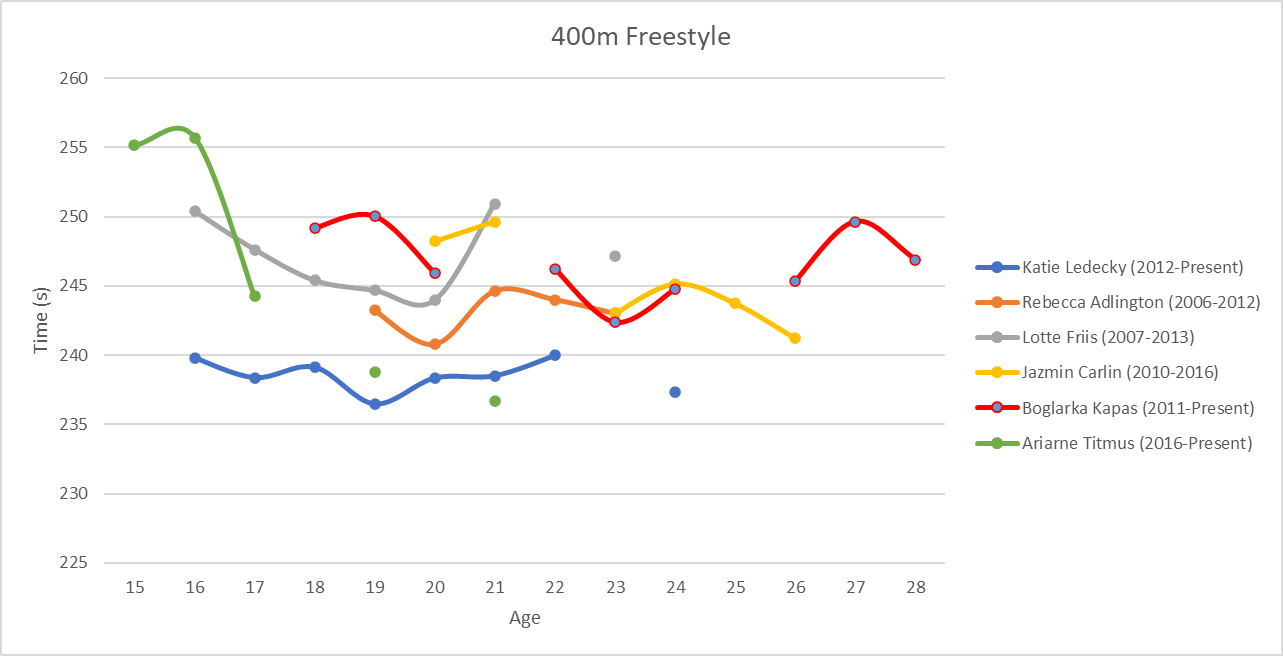 400m Freestyle
260
255
250
245
240
235
230
225
Time (s)
15 16 17 18 19 20 21 22 23 24 25 26 27 28
Age
Katie Ledecky (2012-Present)
Rebecca Adlington (2006-2012)
Lotte Friis (2007-2013)
Jazmin Carlin (2010-2016)
Boglarka Kapas (2011-Present)
Ariarne Titmus (2016-Present)